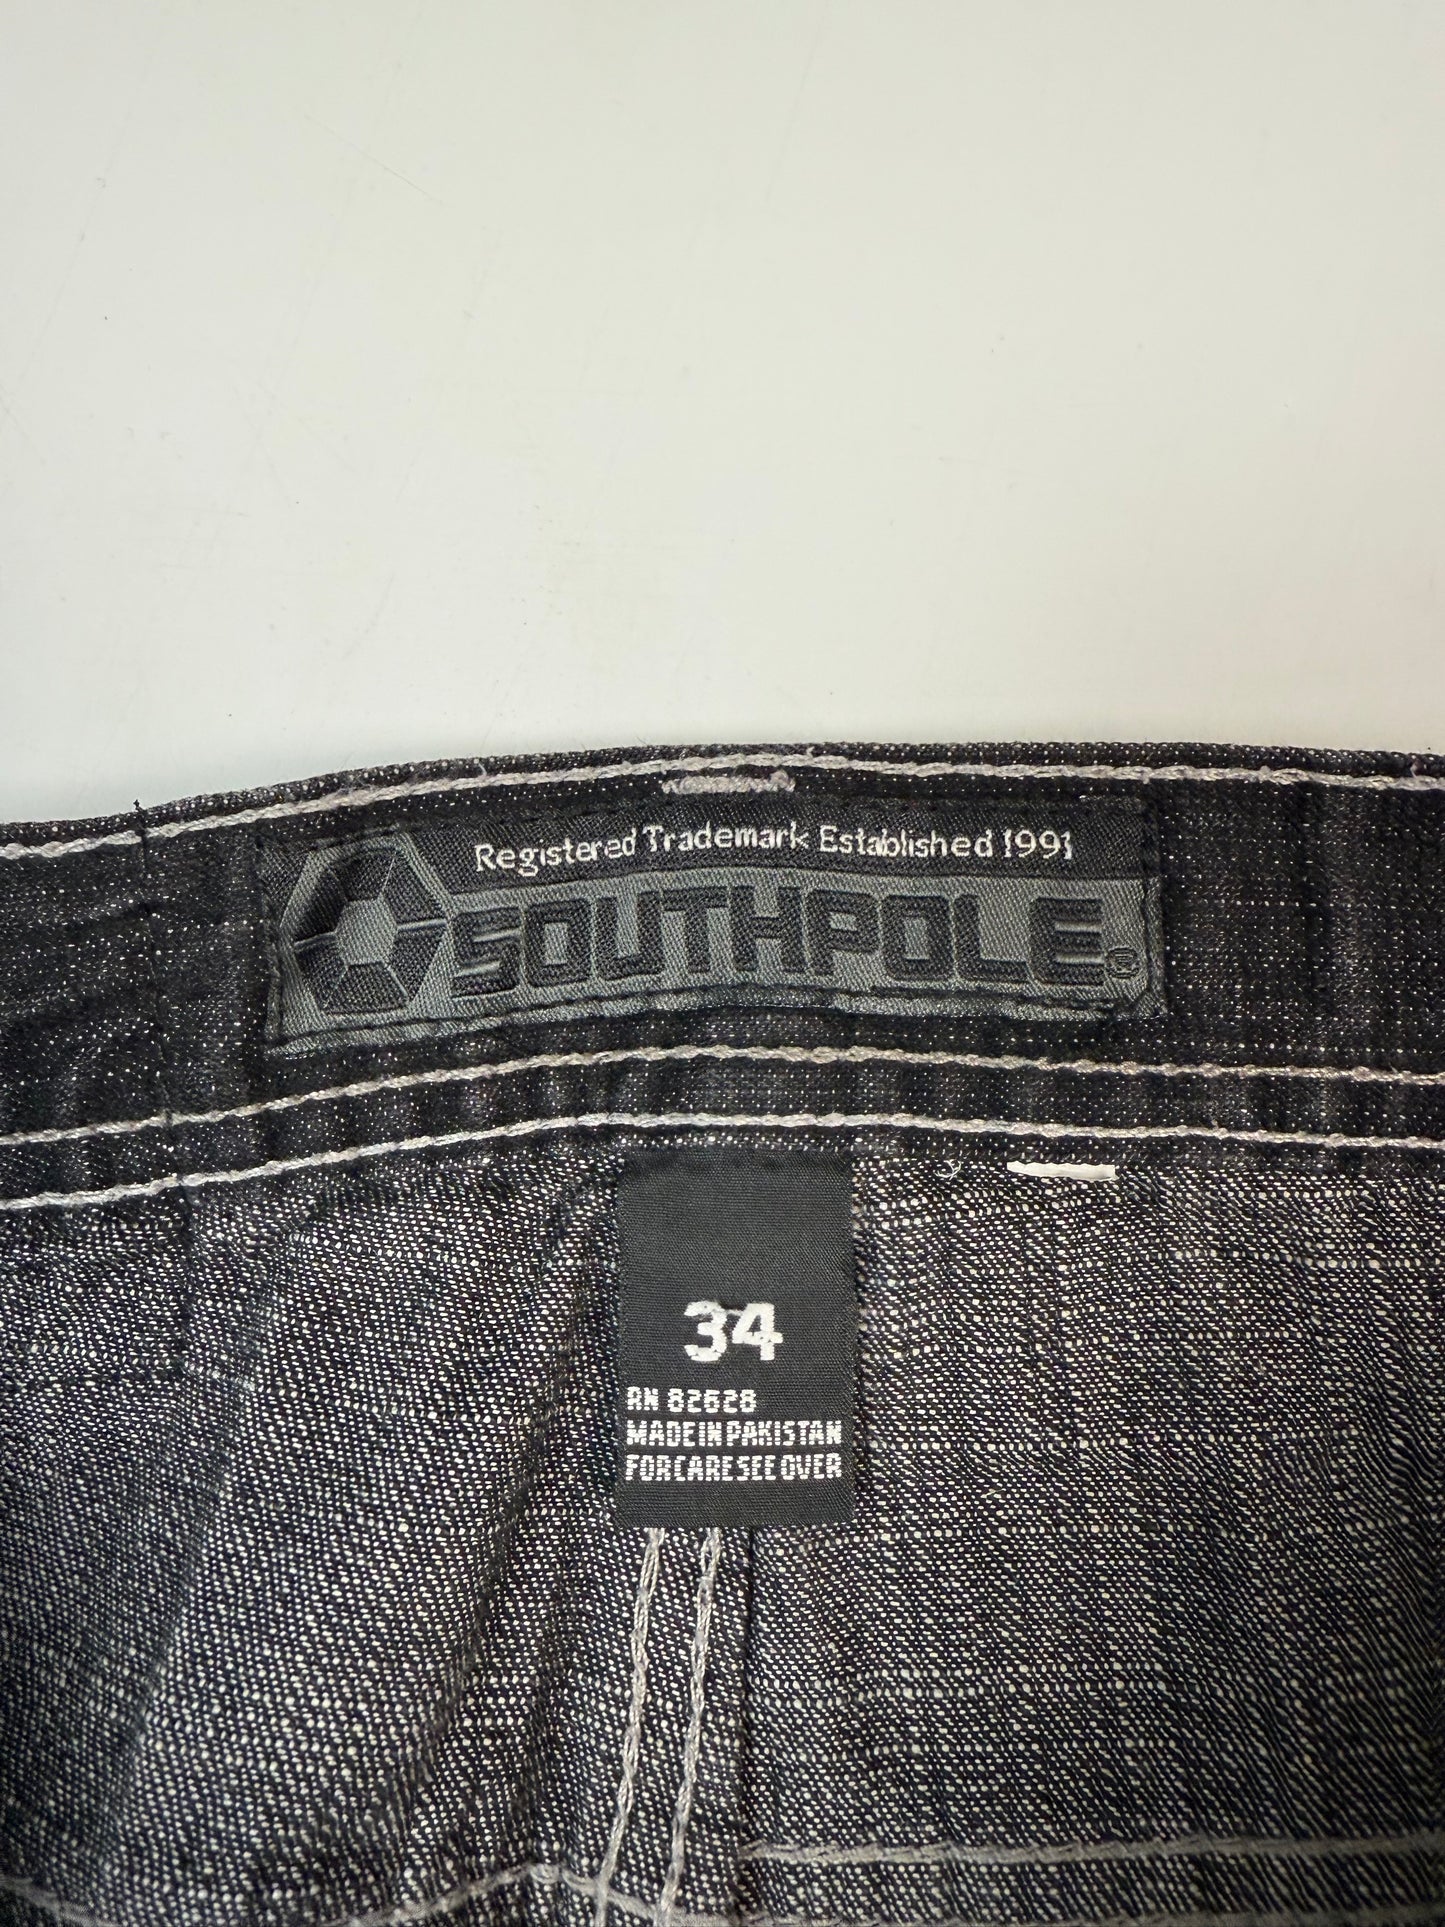 Registered Trademark Established 1991
SOUTHPOLE®
34
RN 82628
MADE IN PAKISTAN
FOR CARE SEE OVER